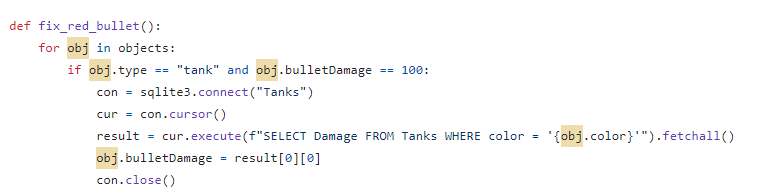 def fix_red_bullet():
    for obj in objects:
        if obj.type == "tank" and obj.bulletDamage == 100:
            con = sqlite3.connect("Tanks")
            cur = con.cursor()
            result = cur.execute(f"SELECT Damage FROM Tanks WHERE color = '{obj.color}'").fetchall()
            obj.bulletDamage = result[0][0]
            con.close()